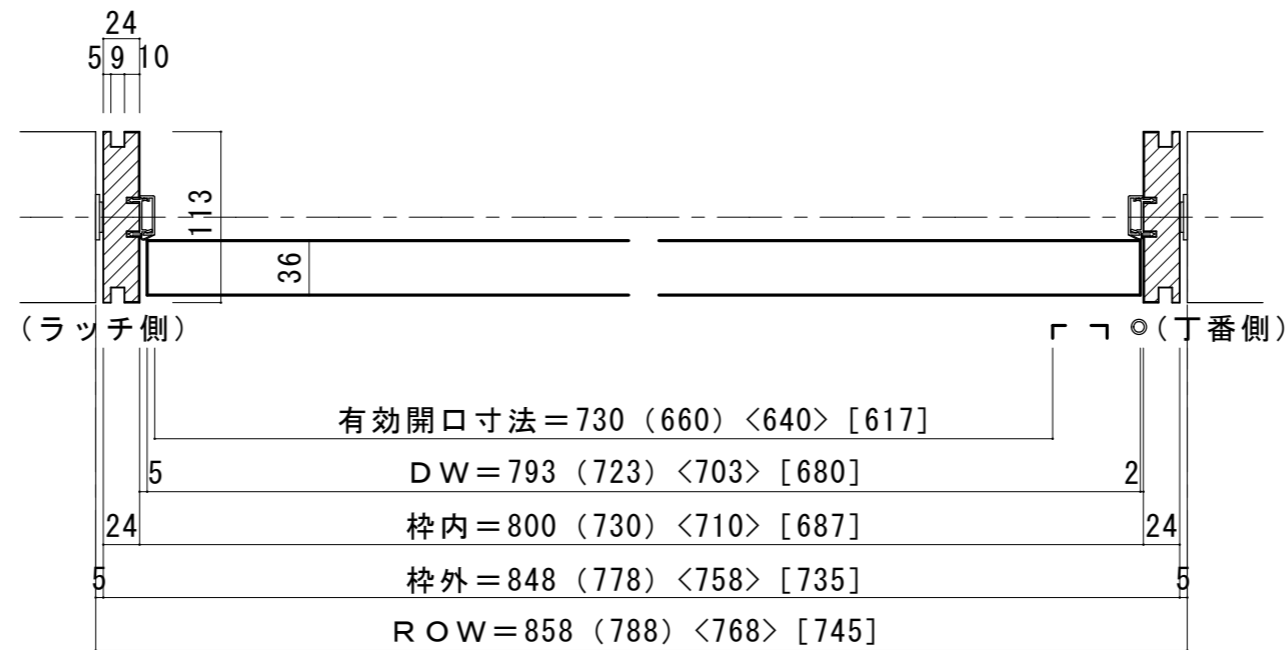 24
5 9 10
113
36
(ラッチ側)
(丁番側)
有効開口寸法=730 (660) <640> [617]
5 DW=793 (723) <703> [680] 2
24 枠内=800 (730) <710> [687] 24
5 枠外=848 (778) <758> [735] 5
ROW=858 (788) <768> [745]